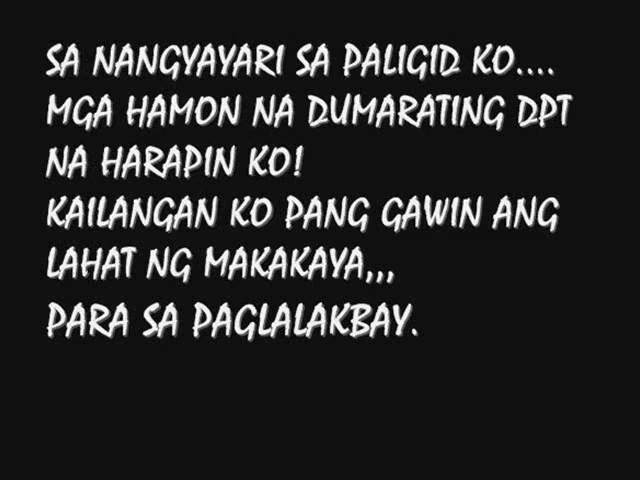 SA NANGYAYARI SA PALIGID KO....
MGA HAMON NA DUMARATING DPT
NA HARAPIN KO!
KAILANGAN KO PANG GAWIN ANG
LAHAT NG MAKAKAYA,,,
PARA SA PAGLALAKBAY.